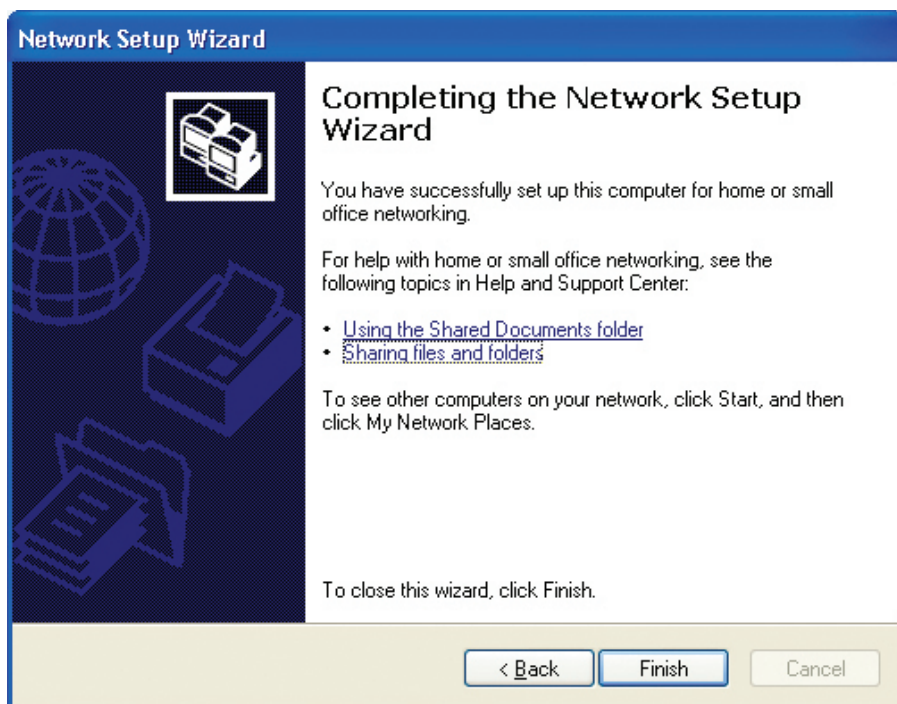 Network Setup Wizard
Completing the Network Setup
Wizard
You have successfully set up this computer for home or small
office networking.
For help with home or small office networking, see the
following topics in Help and Support Center:
• Using the Shared Documents folder
• Sharing files and folders
To see other computers on your network, click Start, and then
click My Network Places.
To close this wizard, click Finish.
< Back Finish Cancel